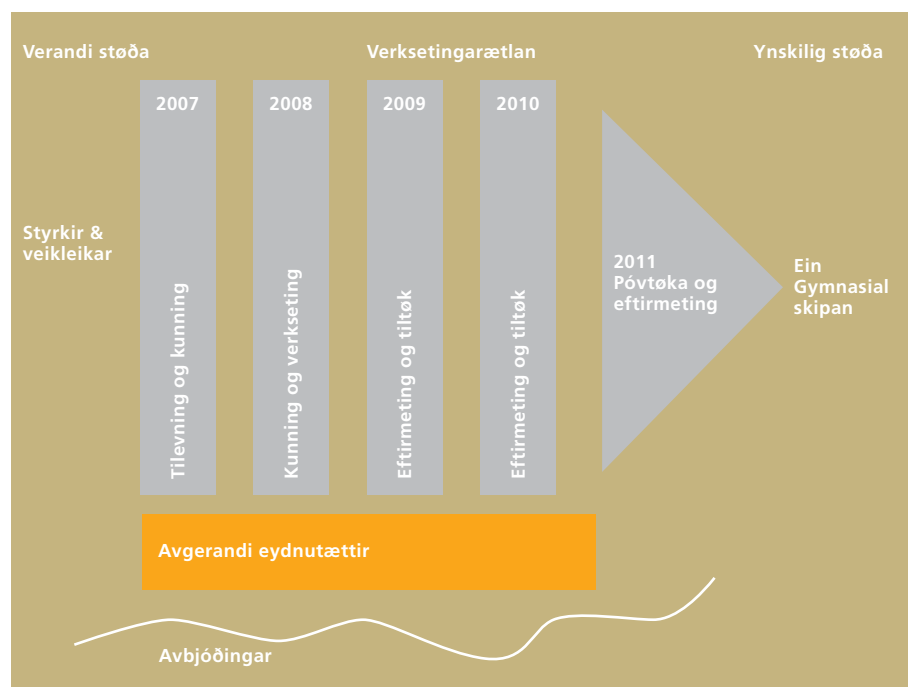 Verandi støða
Verksetingarætlan
Ynskilig støða
2007
2008
2009
2010
Styrkir &
veikleikar
Tilevning og kunning
Kunning og verkseting
Eftirmeting og tiltøk
Eftirmeting og tiltøk
2011
Póvtøka og
eftirmeting
Ein
Gymnasial
skipan
Avgerandi eydnutættir
Avbjóðingar